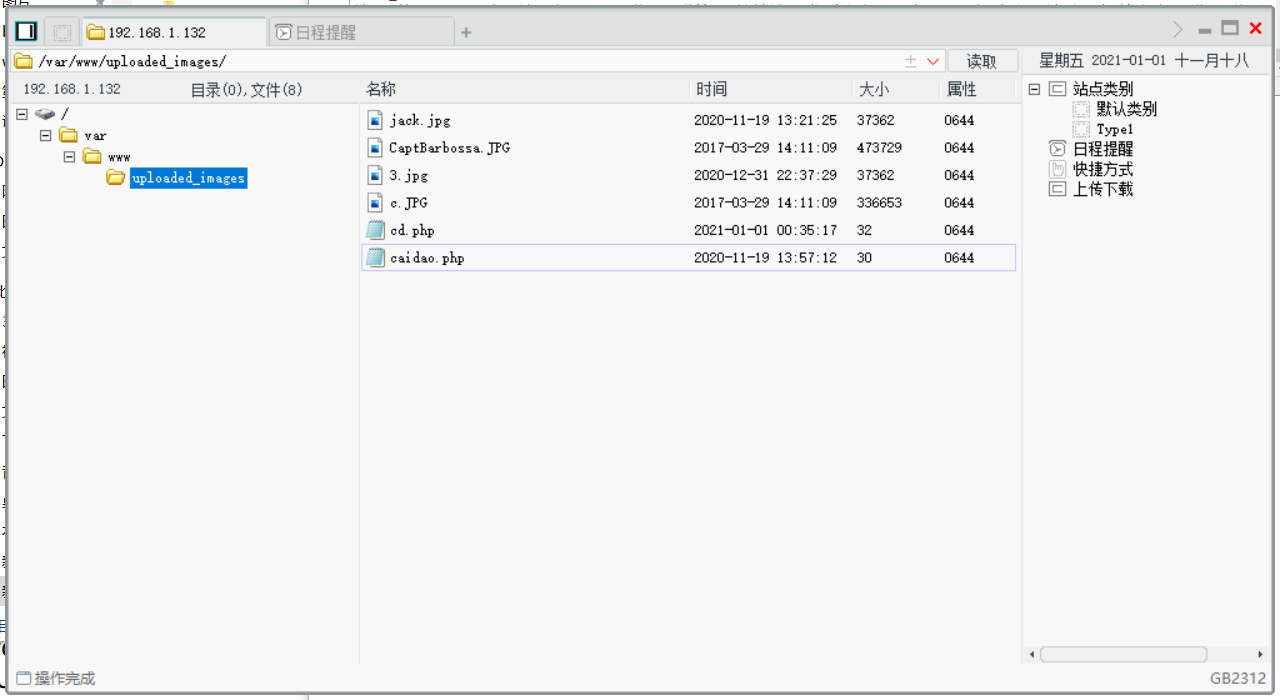 192.168.1.132 日程提醒 +
/var/www/uploaded_images/ 读取 星期五 2021-01-01 十一月十八
192.168.1.132 目录(0),文件(8) 名称 时间 大小 属性
/
var
www
uploaded_images
jack.jpg 2020-11-19 13:21:25 37362 0644
CaptBarbossa.JPG 2017-03-29 14:11:09 473729 0644
3.jpg 2020-12-31 22:37:29 37362 0644
c.JPG 2017-03-29 14:11:09 336653 0644
cd.php 2021-01-01 00:35:17 32 0644
caidao.php 2020-11-19 13:57:12 30 0644
站点类别
默认类别
Type1
日程提醒
快捷方式
上传下载
操作完成 GB2312